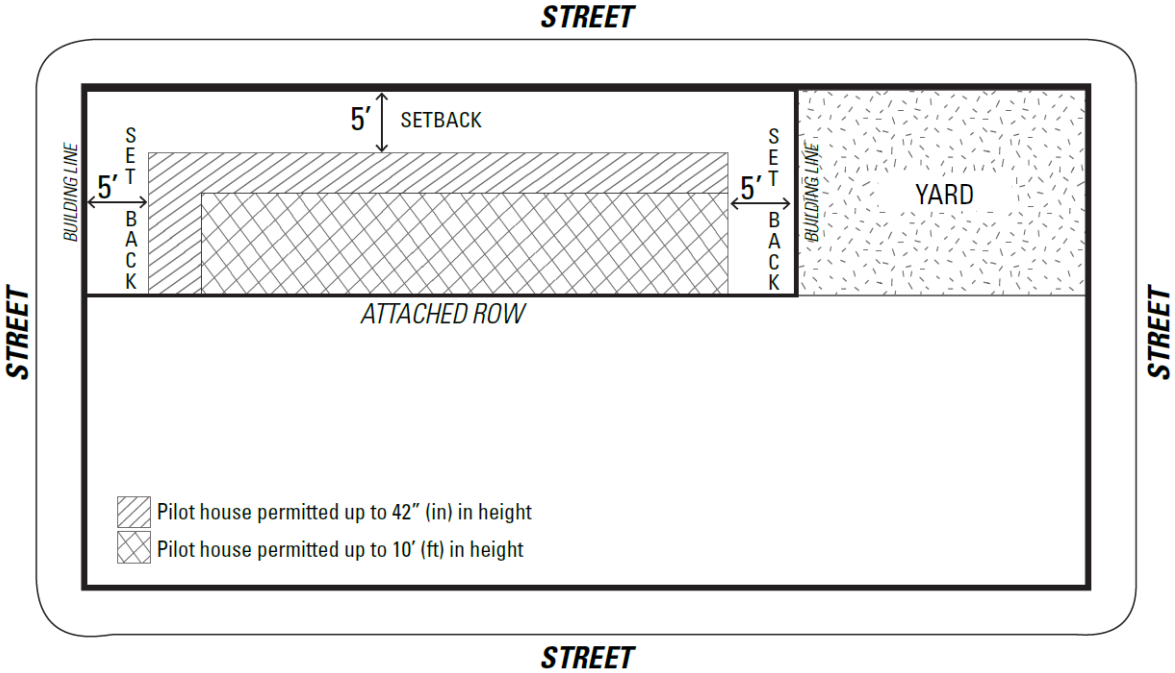 STREET
5′ SETBACK
BUILDING LINE
SET BACK
5′
5′
SET BACK
BUILDING LINE
YARD
ATTACHED ROW
STREET
STREET
Pilot house permitted up to 42″ (in) in height
Pilot house permitted up to 10′ (ft) in height
STREET